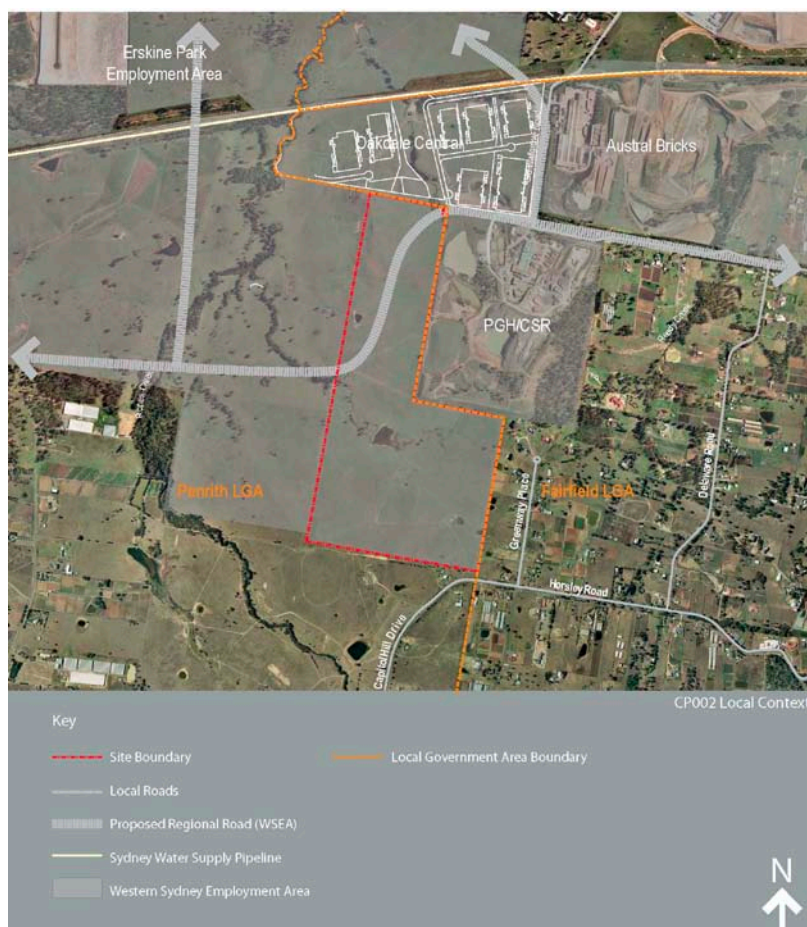 Erskine Park
Employment Area
Oakdale Central
Austral Bricks
PGH/CSR
Penrith LGA
Fairfield LGA
Greenway Place
Delaware Road
Horsley Road
Capitol Hill Drive
CP002 Local Context
Key
Site Boundary
Local Government Area Boundary
Local Roads
Proposed Regional Road (WSEA)
Sydney Water Supply Pipeline
Western Sydney Employment Area
N